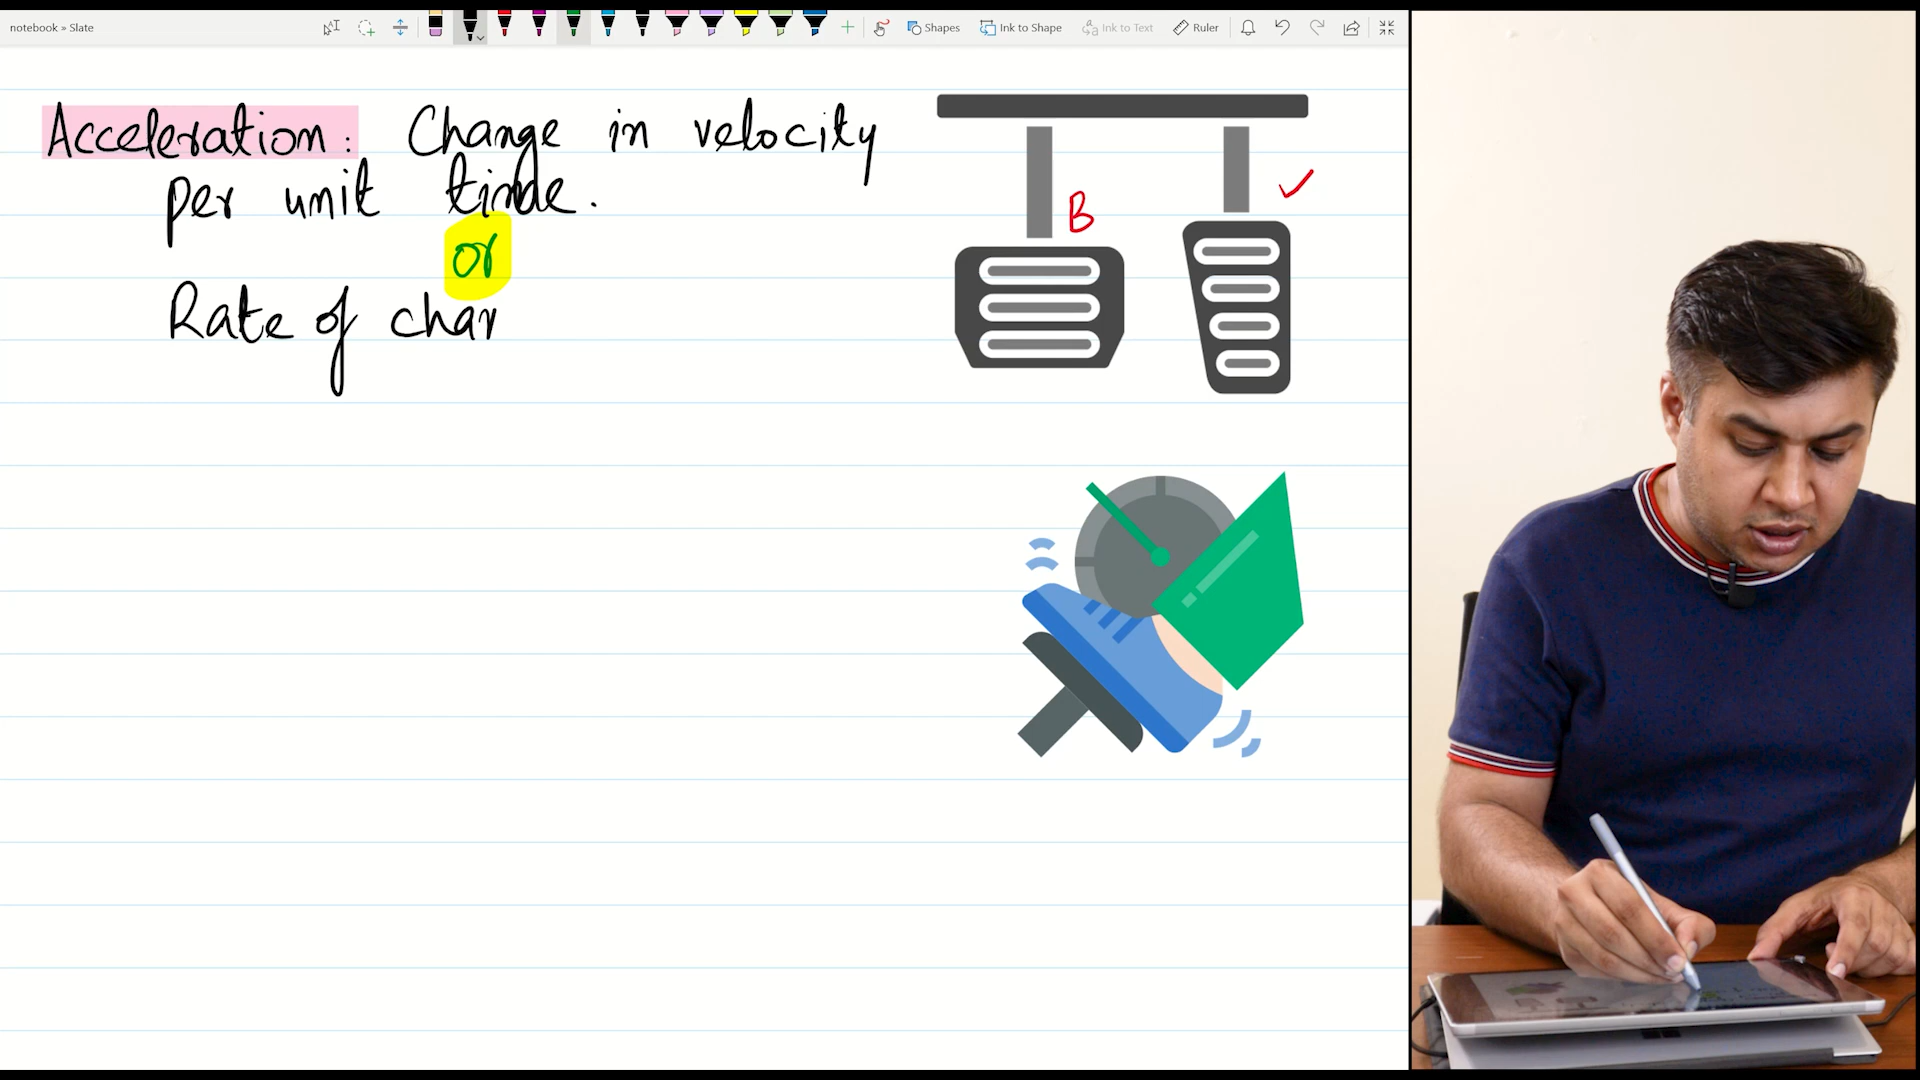 notebook » Slate
Shapes
Ink to Shape
Ink to Text
Ruler
Acceleration: Change in velocity
per unit time.
or
Rate of char
B